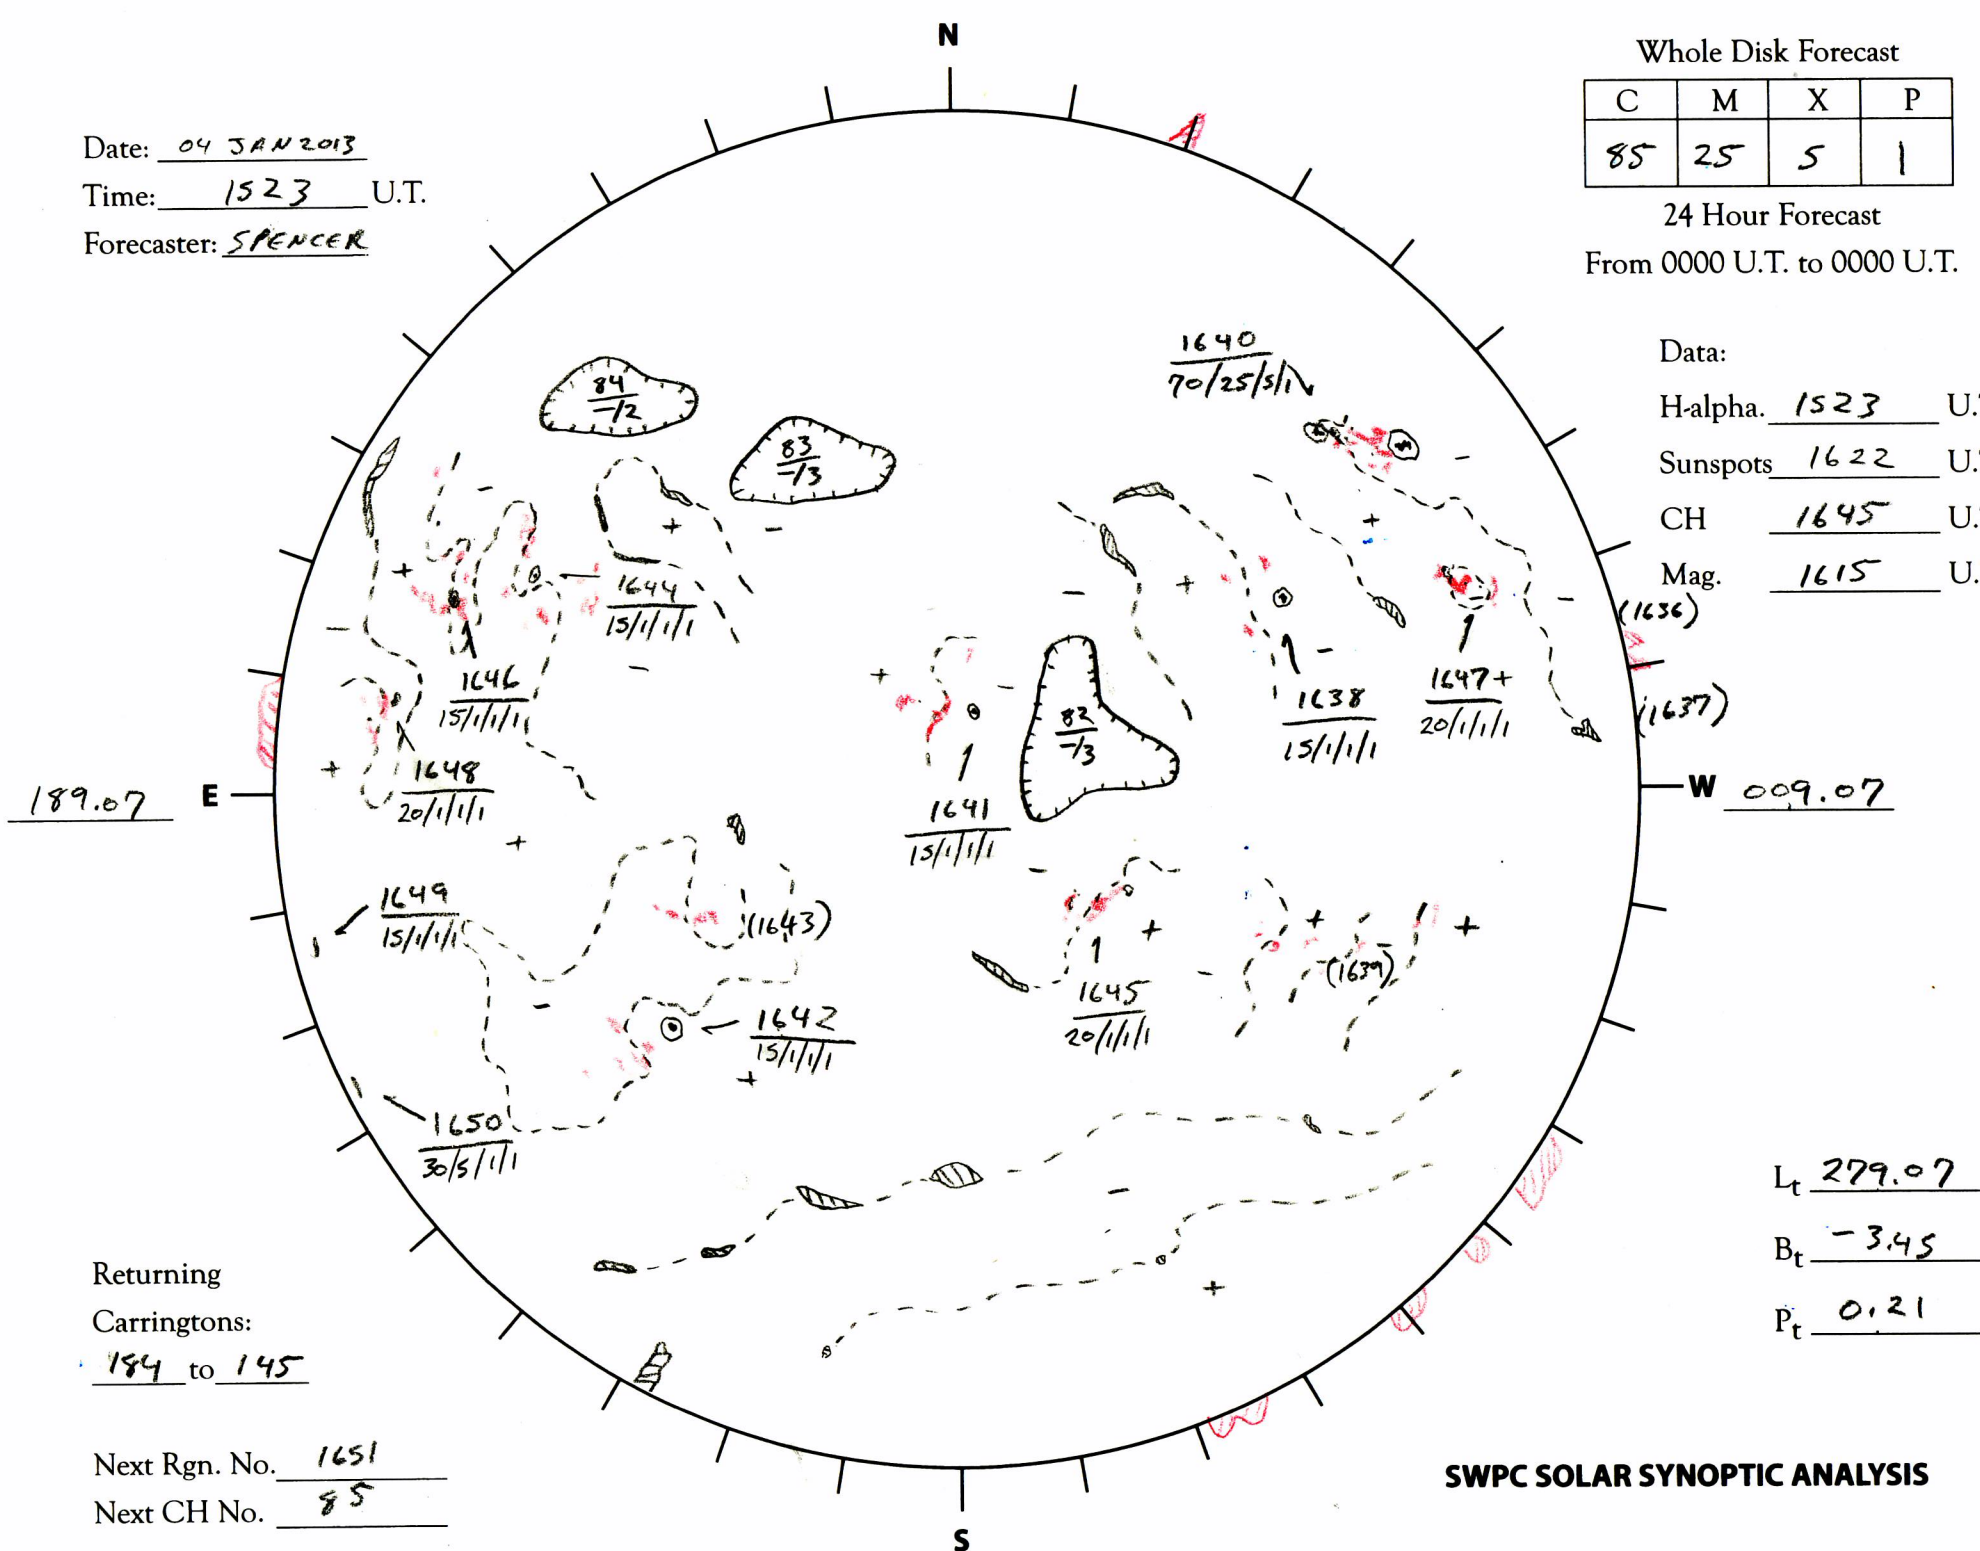 N
Whole Disk Forecast
C M X P
85 25 5 1
24 Hour Forecast
From 0000 U.T. to 0000 U.T.
Date: 04 JAN 2013
Time: 1523 U.T.
Forecaster: SPENCER
Data:
H-alpha. 1523 U.
Sunspots 1622 U.
CH 1645 U.
Mag. 1615 U.
1640
70/25/5/1
84
-/2
83
-/3
1644
15/1/1/1
(1636)
1646
15/1/1/1
1638
15/1/1/1
1647+
20/1/1/1
(1637)
82
-/3
1648
20/1/1/1
1641
15/1/1/1
189.07 E
W 009.07
1649
15/1/1/1
(1643)
(1639)
1645
20/1/1/1
1642
15/1/1/1
1650
30/5/1/1
Lt 279.07
Bt -3.45
Pt 0.21
Returning
Carringtons:
184 to 145
Next Rgn. No. 1651
Next CH No. 85
SWPC SOLAR SYNOPTIC ANALYSIS
S